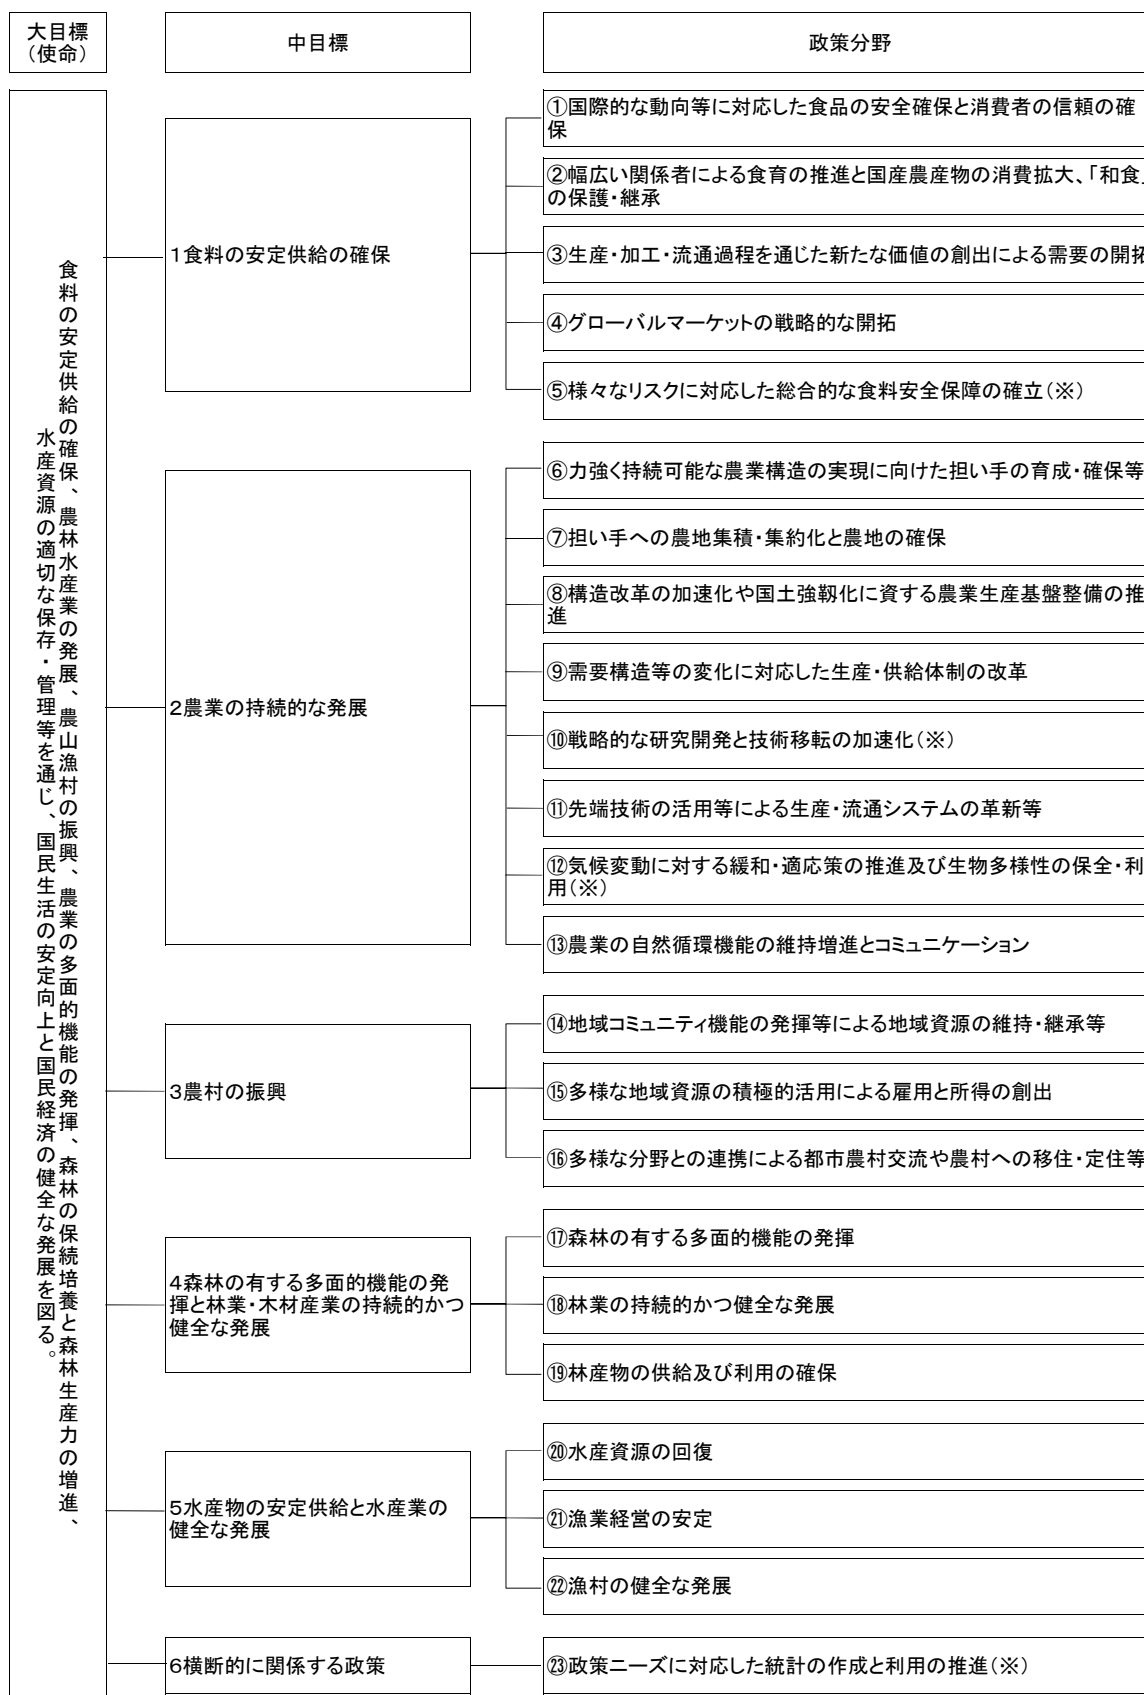 大目標
（使命）
中目標
政策分野
食料の安定供給の確保、農林水産業の発展、農山漁村の振興、農業の多面的機能の発揮、森林の保続培養と森林生産力の増進、
水産資源の適切な保存・管理等を通じ、国民生活の安定向上と国民経済の健全な発展を図る。
１食料の安定供給の確保
①国際的な動向等に対応した食品の安全確保と消費者の信頼の確
保
②幅広い関係者による食育の推進と国産農産物の消費拡大、「和食」
の保護・継承
③生産・加工・流通過程を通じた新たな価値の創出による需要の開拓
④グローバルマーケットの戦略的な開拓
⑤様々なリスクに対応した総合的な食料安全保障の確立（※）
２農業の持続的な発展
⑥力強く持続可能な農業構造の実現に向けた担い手の育成・確保等
⑦担い手への農地集積・集約化と農地の確保
⑧構造改革の加速化や国土強靱化に資する農業生産基盤整備の推
進
⑨需要構造等の変化に対応した生産・供給体制の改革
⑩戦略的な研究開発と技術移転の加速化（※）
⑪先端技術の活用等による生産・流通システムの革新等
⑫気候変動に対する緩和・適応策の推進及び生物多様性の保全・利
用（※）
⑬農業の自然循環機能の維持増進とコミュニケーション
３農村の振興
⑭地域コミュニティ機能の発揮等による地域資源の維持・継承等
⑮多様な地域資源の積極的活用による雇用と所得の創出
⑯多様な分野との連携による都市農村交流や農村への移住・定住等
４森林の有する多面的機能の発
揮と林業・木材産業の持続的かつ
健全な発展
⑰森林の有する多面的機能の発揮
⑱林業の持続的かつ健全な発展
⑲林産物の供給及び利用の確保
５水産物の安定供給と水産業の
健全な発展
⑳水産資源の回復
㉑漁業経営の安定
㉒漁村の健全な発展
６横断的に関係する政策
㉓政策ニーズに対応した統計の作成と利用の推進（※）